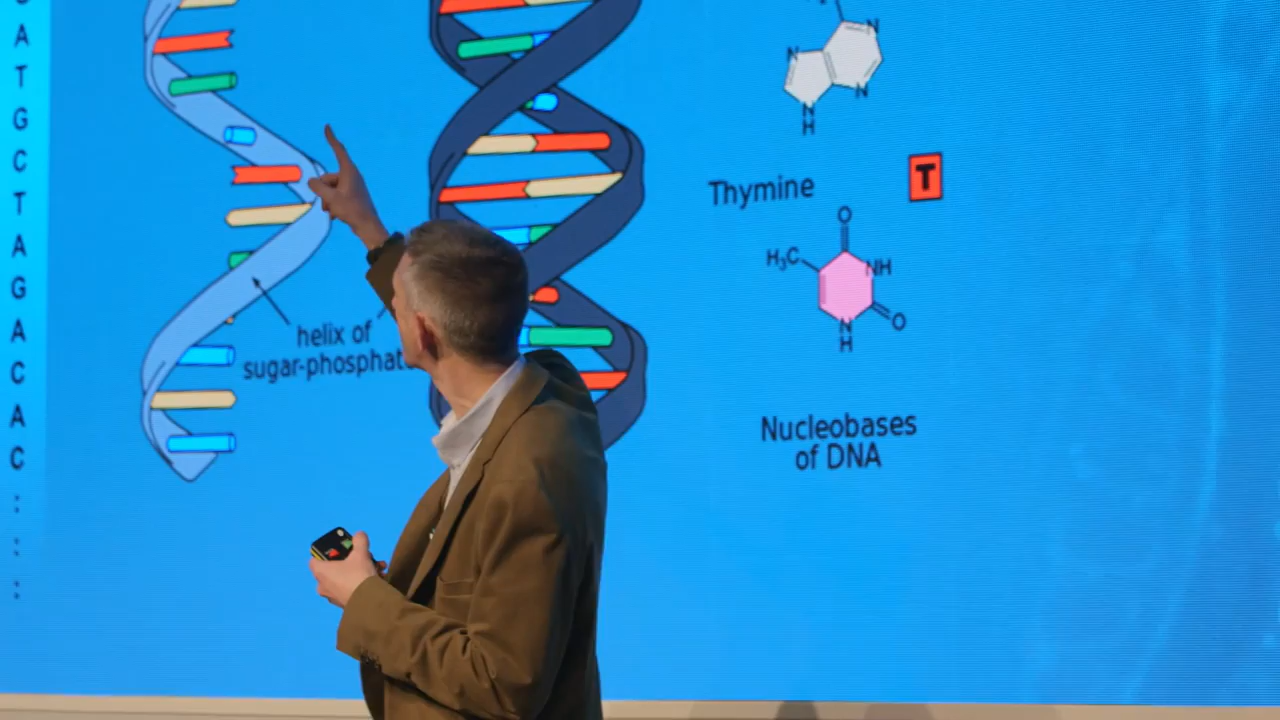 A
T
G
C
T
A
G
A
C
A
C
:
:
:
helix of
sugar-phosphat
N
N
N
N
H
Thymine
T
O
H₃C
NH
O
N
H
Nucleobases
of DNA